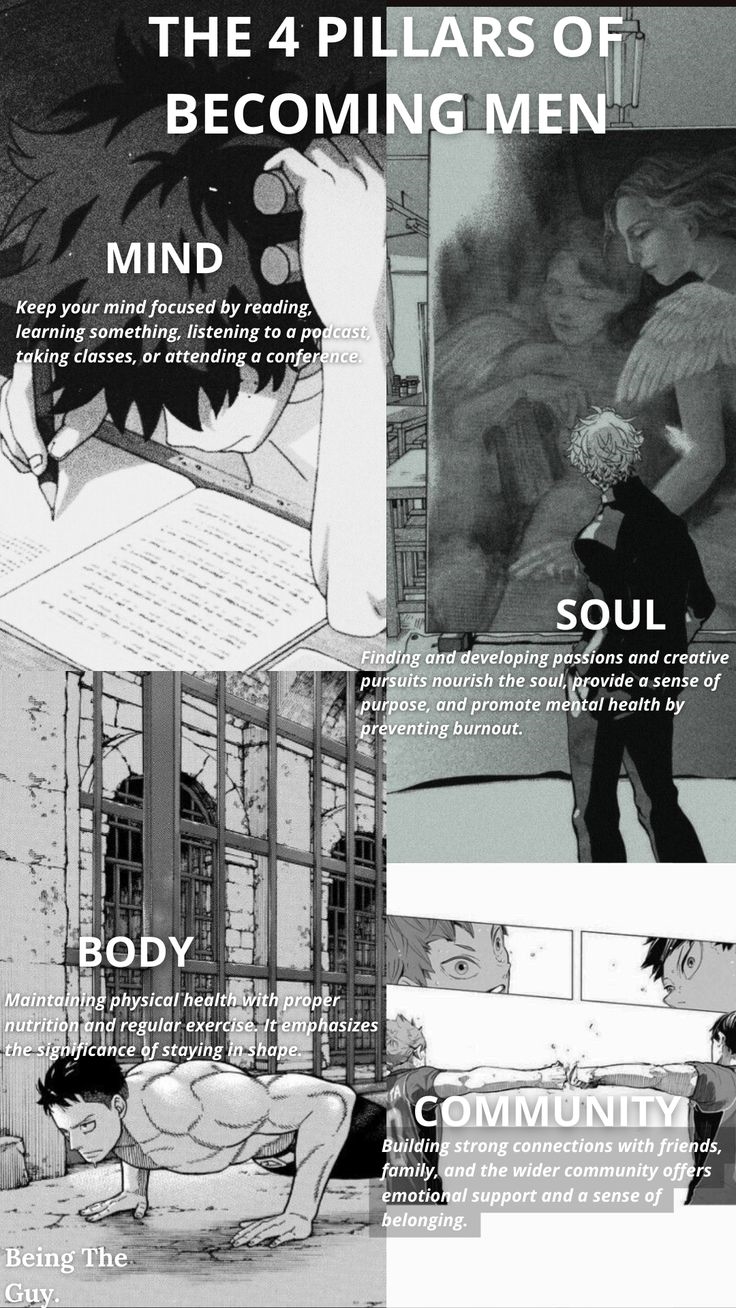 THE 4 PILLARS OF
BECOMING MEN
MIND
Keep your mind focused by reading,
learning something, listening to a podcast,
taking classes, or attending a conference.
SOUL
Finding and developing passions and creative
pursuits nourish the soul, provide a sense of
purpose, and promote mental health by
preventing burnout.
BODY
Maintaining physical health with proper
nutrition and regular exercise. It emphasizes
the significance of staying in shape.
COMMUNITY
Building strong connections with friends,
family, and the wider community offers
emotional support and a sense of
belonging.
Being The
Guy.